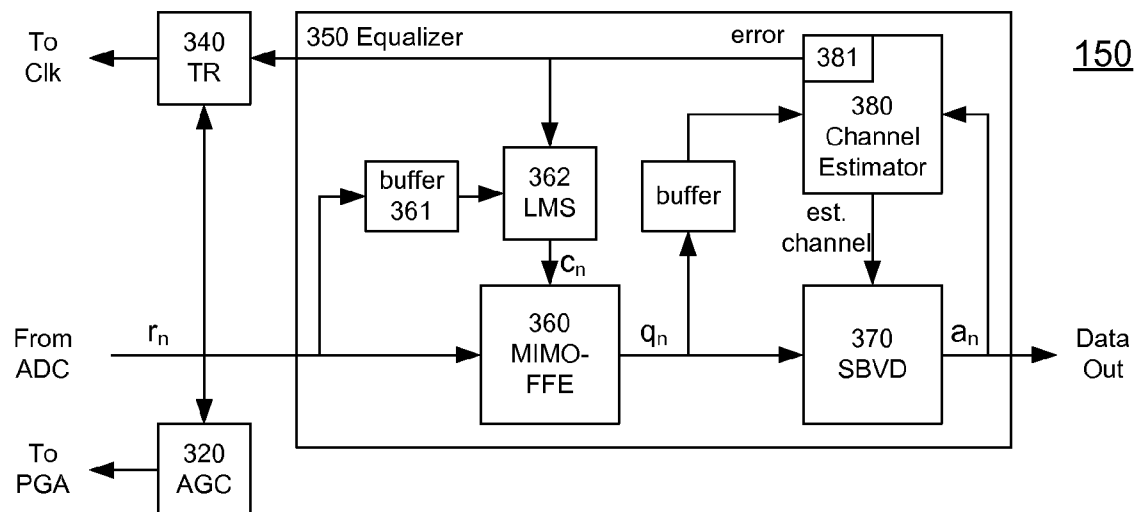 To
Clk
340
TR
350 Equalizer
error
381
380
Channel
Estimator
150
buffer
361
362
LMS
buffer
est.
channel
cn
From
ADC
rn
360
MIMO-
FFE
qn
370
SBVD
an
Data
Out
To
PGA
320
AGC